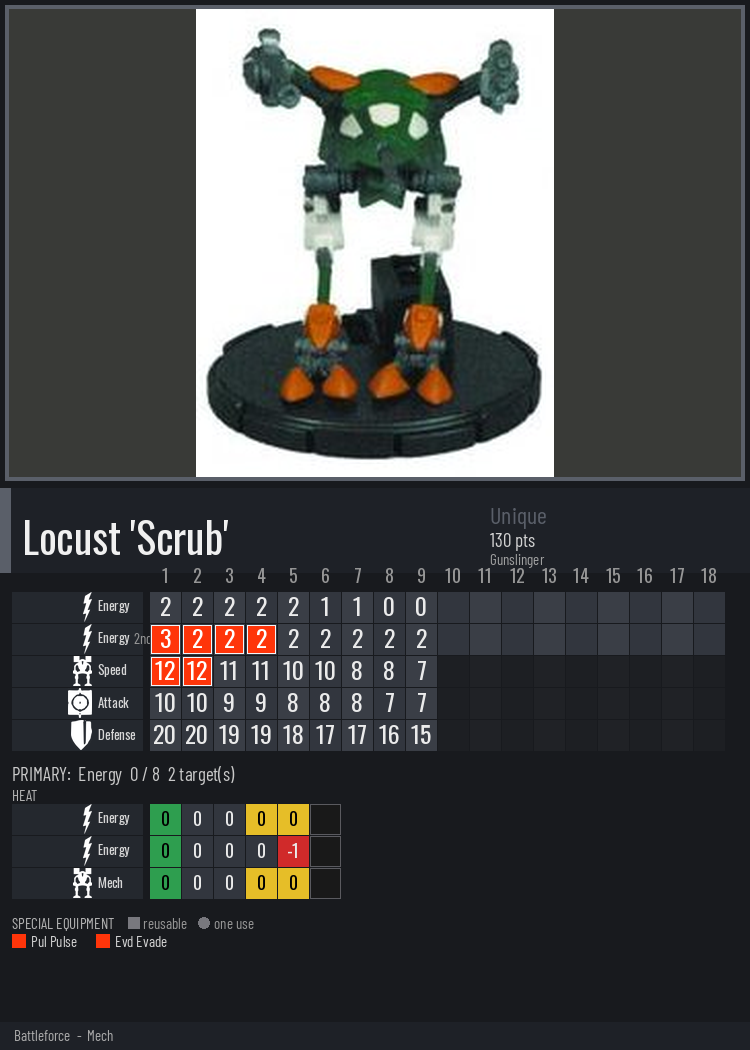 Locust 'Scrub'
Unique
130 pts
Gunslinger
1 2 3 4 5 6 7 8 9 10 11 12 13 14 15 16 17 18
Energy 2 2 2 2 2 1 1 0 0
Energy 2nd 3 2 2 2 2 2 2 2 2
Speed 12 12 11 11 10 10 8 8 7
Attack 10 10 9 9 8 8 8 7 7
Defense 20 20 19 19 18 17 17 16 15
PRIMARY: Energy 0 / 8 2 target(s)
HEAT
Energy 0 0 0 0 0
Energy 0 0 0 0 -1
Mech 0 0 0 0 0
SPECIAL EQUIPMENT reusable one use
Pul Pulse Evd Evade
Battleforce - Mech